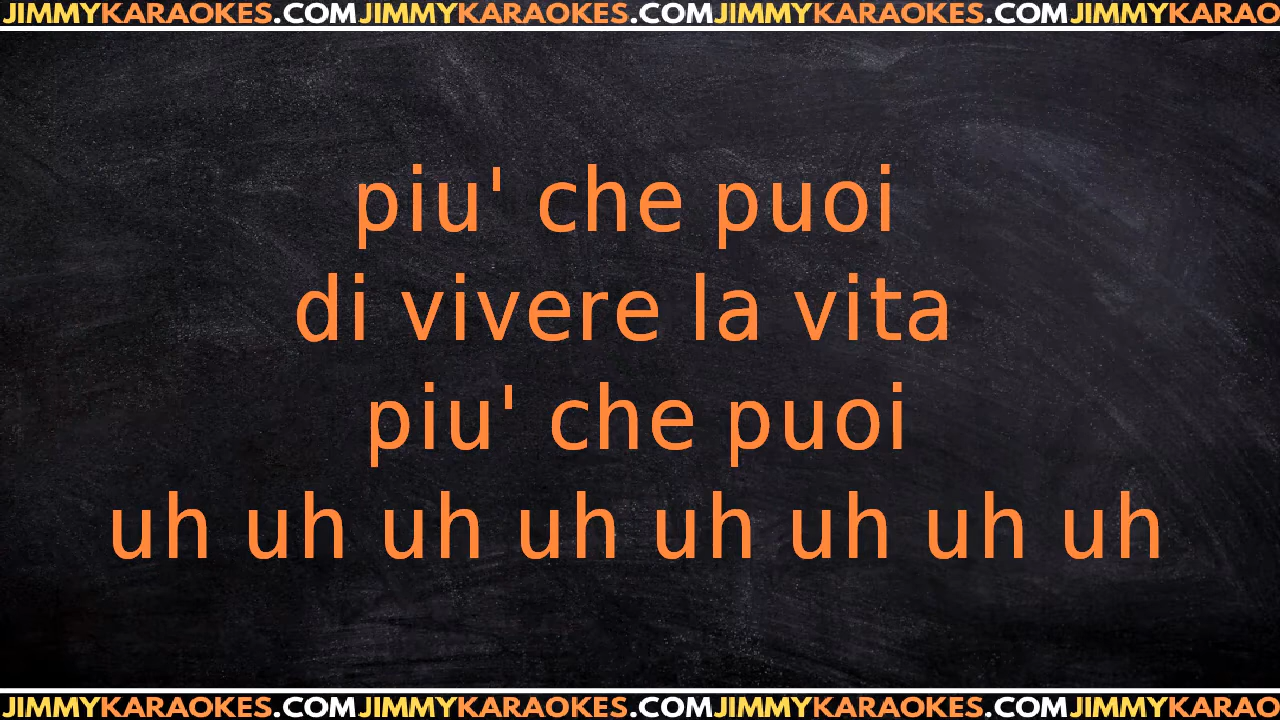 JIMMYKARAOKES.COMJIMMYKARAOKES.COMJIMMYKARAOKES.COMJIMMYKARAO
piu' che puoi
di vivere la vita
piu' che puoi
uh uh uh uh uh uh uh uh
JIMMYKARAOKES.COMJIMMYKARAOKES.COMJIMMYKARAOKES.COMJIMMYKARAO